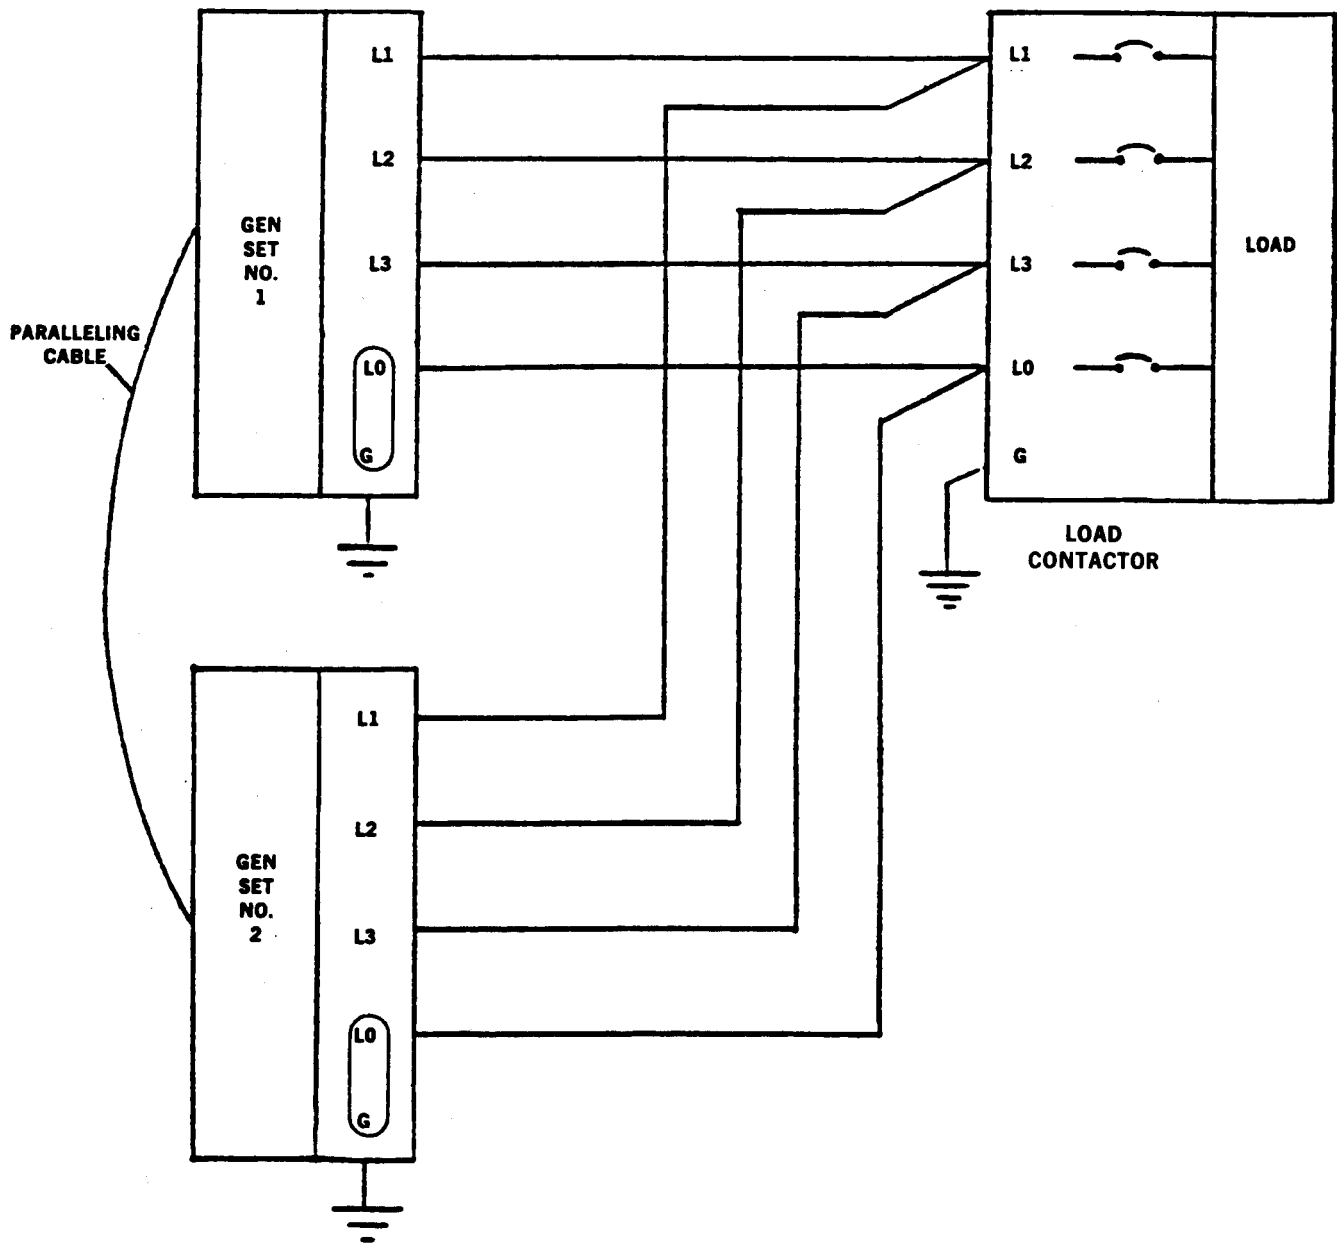 GEN
SET
NO.
1
L1
L2
L3
L0
G
PARALLELING
CABLE
L1
L2
L3
L0
G
LOAD
LOAD
CONTACTOR
GEN
SET
NO.
2
L1
L2
L3
L0
G